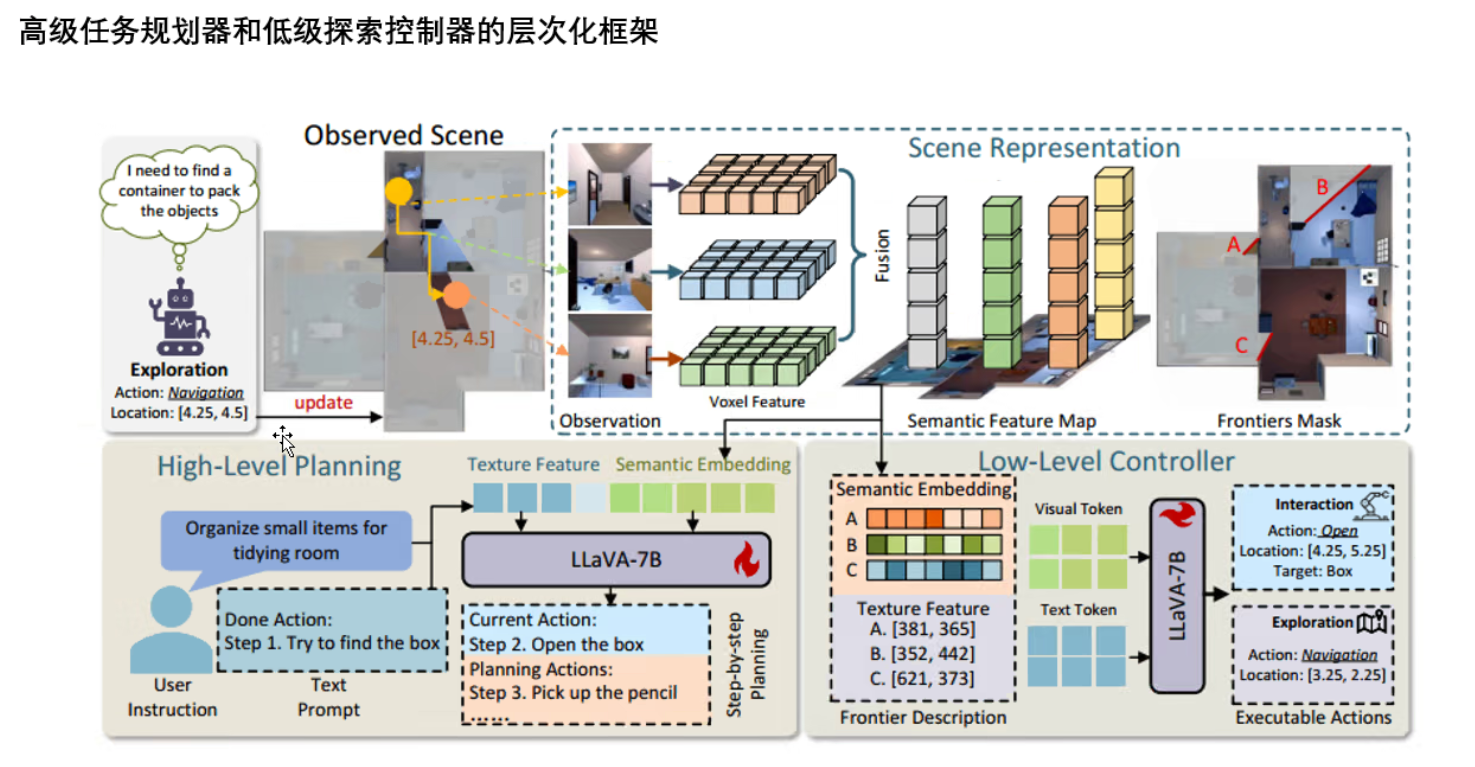 高级任务规划器和低级探索控制器的层次化框架
I need to find a
container to pack
the objects
Exploration
Action: Navigation
Location: [4.25, 4.5]
Observed Scene
[4.25, 4.5]
update
Scene Representation
Observation
Voxel Feature
Fusion
Semantic Feature Map
A
B
C
Frontiers Mask
High-Level Planning
Organize small items for
tidying room
User
Instruction
Done Action:
Step 1. Try to find the box
Text
Prompt
Texture Feature
Semantic Embedding
LLaVA-7B
Current Action:
Step 2. Open the box
Planning Actions:
Step 3. Pick up the pencil
......
Step-by-step
Planning
Low-Level Controller
Semantic Embedding
A
B
C
Texture Feature
A. [381, 365]
B. [352, 442]
C. [621, 373]
Frontier Description
Visual Token
Text Token
LLaVA-7B
Interaction
Action: Open
Location: [4.25, 5.25]
Target: Box
Exploration
Action: Navigation
Location: [3.25, 2.25]
Executable Actions